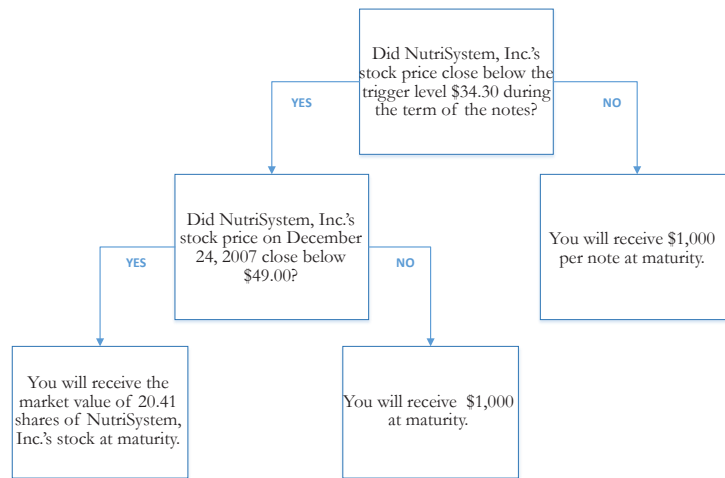 Did NutriSystem, Inc.'s
stock price close below the
trigger level $34.30 during
the term of the notes?
YES
NO
Did NutriSystem, Inc.'s
stock price on December
24, 2007 close below
$49.00?
You will receive $1,000
per note at maturity.
YES
NO
You will receive the
market value of 20.41
shares of NutriSystem,
Inc.'s stock at maturity.
You will receive $1,000
at maturity.